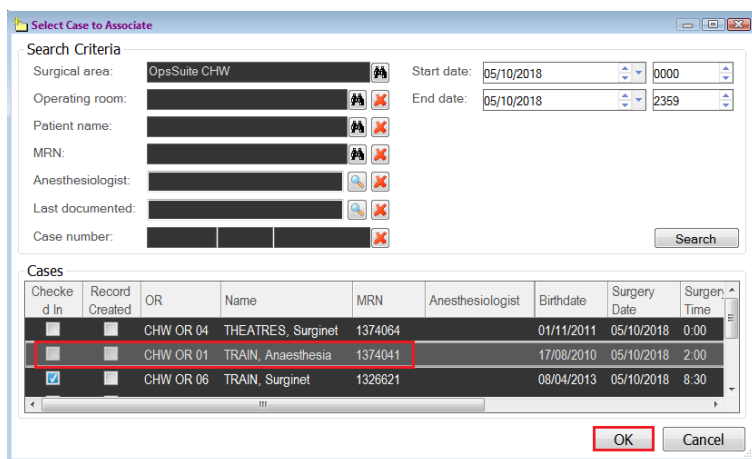 Select Case to Associate
Search Criteria
Surgical area: OpsSuite CHW Start date: 05/10/2018 0000
Operating room: End date: 05/10/2018 2359
Patient name:
MRN:
Anesthesiologist:
Last documented:
Case number: Search
Cases
Checke d In Record Created OR Name MRN Anesthesiologist Birthdate Surgery Date Surgery Time
CHW OR 04 THEATRES, Surginet 1374064 01/11/2011 05/10/2018 0:00
CHW OR 01 TRAIN, Anaesthesia 1374041 17/08/2010 05/10/2018 2:00
CHW OR 06 TRAIN, Surginet 1326621 08/04/2013 05/10/2018 8:30
OK Cancel